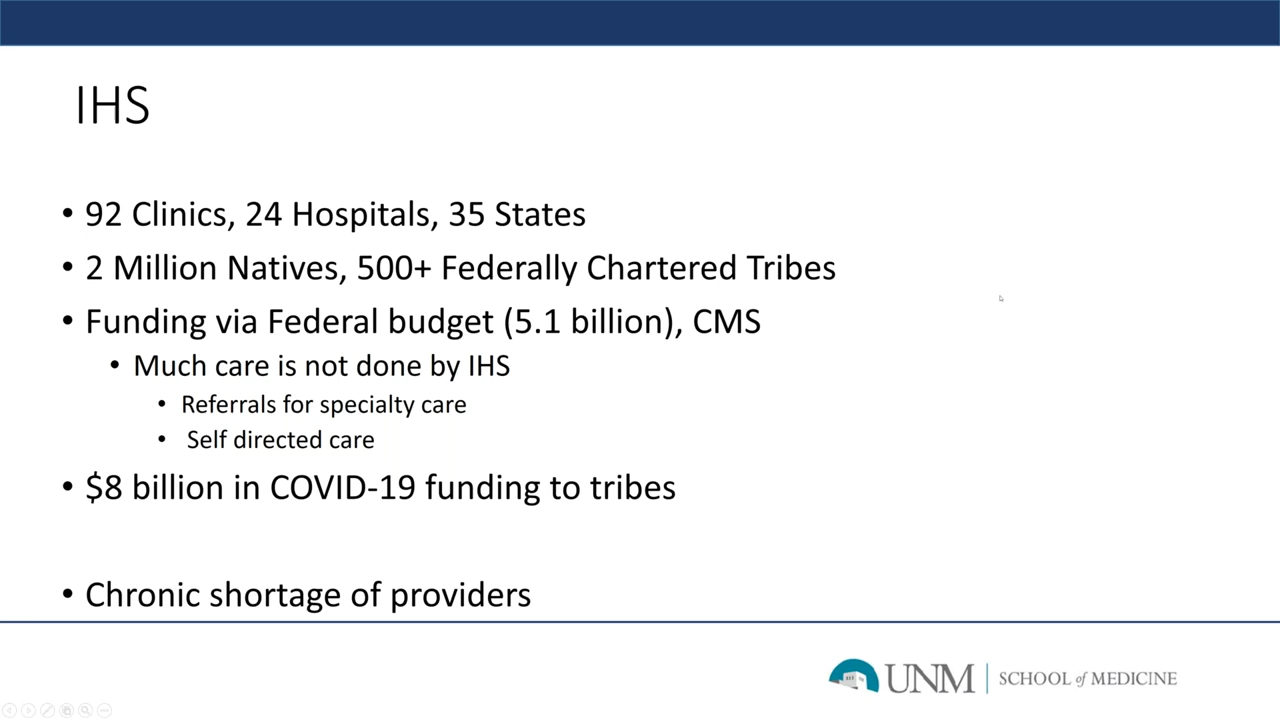 IHS
• 92 Clinics, 24 Hospitals, 35 States
• 2 Million Natives, 500+ Federally Chartered Tribes
• Funding via Federal budget (5.1 billion), CMS
• Much care is not done by IHS
• Referrals for specialty care
• Self directed care
• $8 billion in COVID-19 funding to tribes
• Chronic shortage of providers
UNM | SCHOOL of MEDICINE